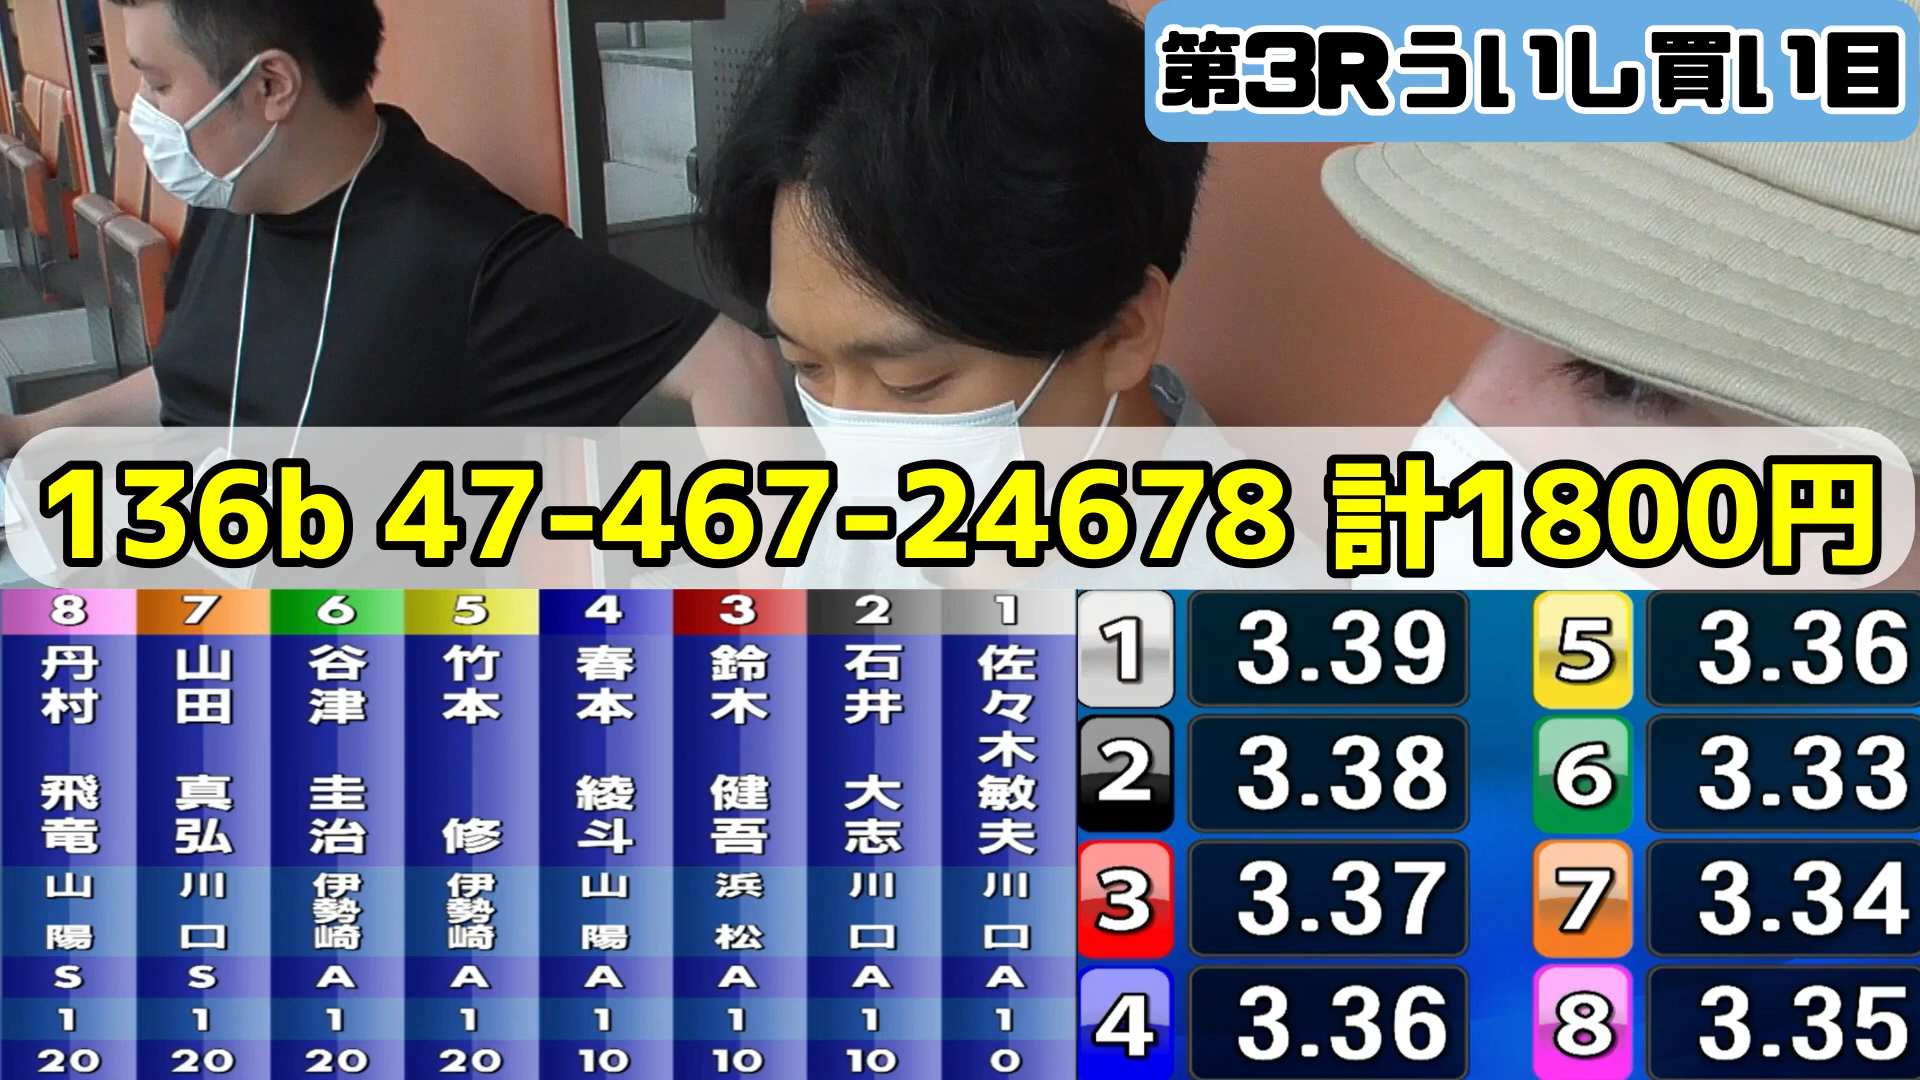 第3Rういし買い目
136b 47-467-24678 計1800円
8 7 6 5 4 3 2 1
丹村 飛竜 山陽 S 1 20
山田 真弘 川口 S 1 20
谷津 圭治 伊勢崎 A 1 20
竹本 修 伊勢崎 A 1 20
春本 綾斗 山陽 A 1 10
鈴木 健吾 浜松 A 1 10
石井 大志 川口 A 1 10
佐々木敏夫 川口 A 1 0
1 3.39 5 3.36
2 3.38 6 3.33
3 3.37 7 3.34
4 3.36 8 3.35